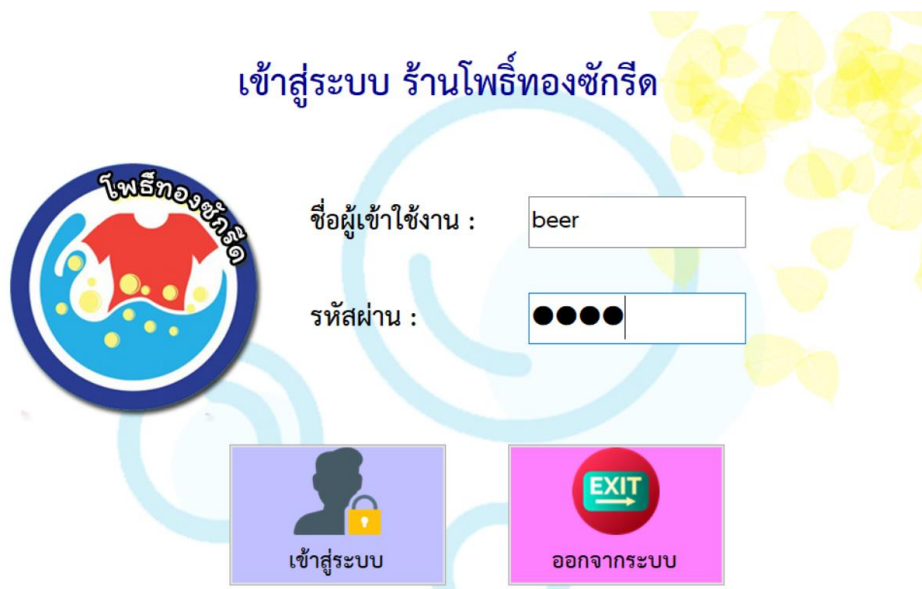 เข้าสู่ระบบ ร้านโพธิ์ทองซักรีด
โพธิ์ทองซักรีด
ชื่อผู้เข้าใช้งาน :
beer
รหัสผ่าน :
●●●●
EXIT
เข้าสู่ระบบ
ออกจากระบบ